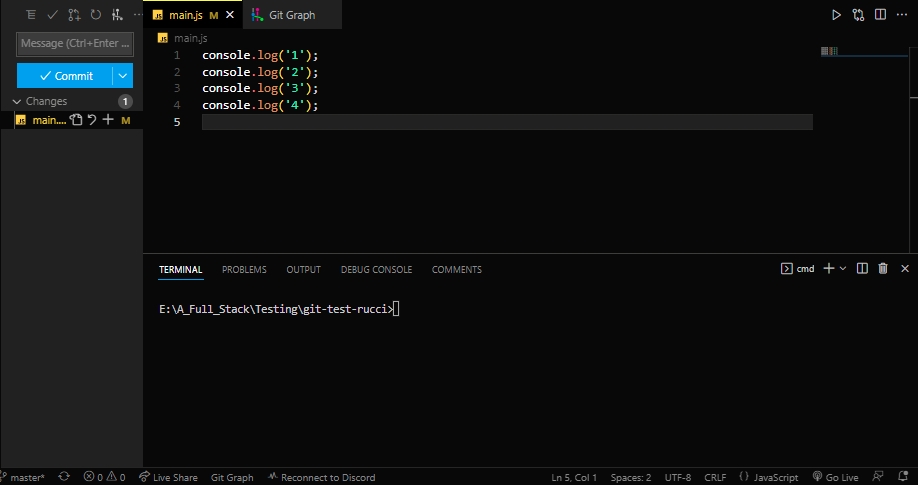 main.js M
Git Graph
Message (Ctrl+Enter ...
Commit
Changes 1
main.... M
main.js
1 console.log('1');
2 console.log('2');
3 console.log('3');
4 console.log('4');
5
TERMINAL PROBLEMS OUTPUT DEBUG CONSOLE COMMENTS cmd
E:\A_Full_Stack\Testing\git-test-rucci>
master* 0 0 Live Share Git Graph Reconnect to Discord Ln 5, Col 1 Spaces: 2 UTF-8 CRLF JavaScript Go Live